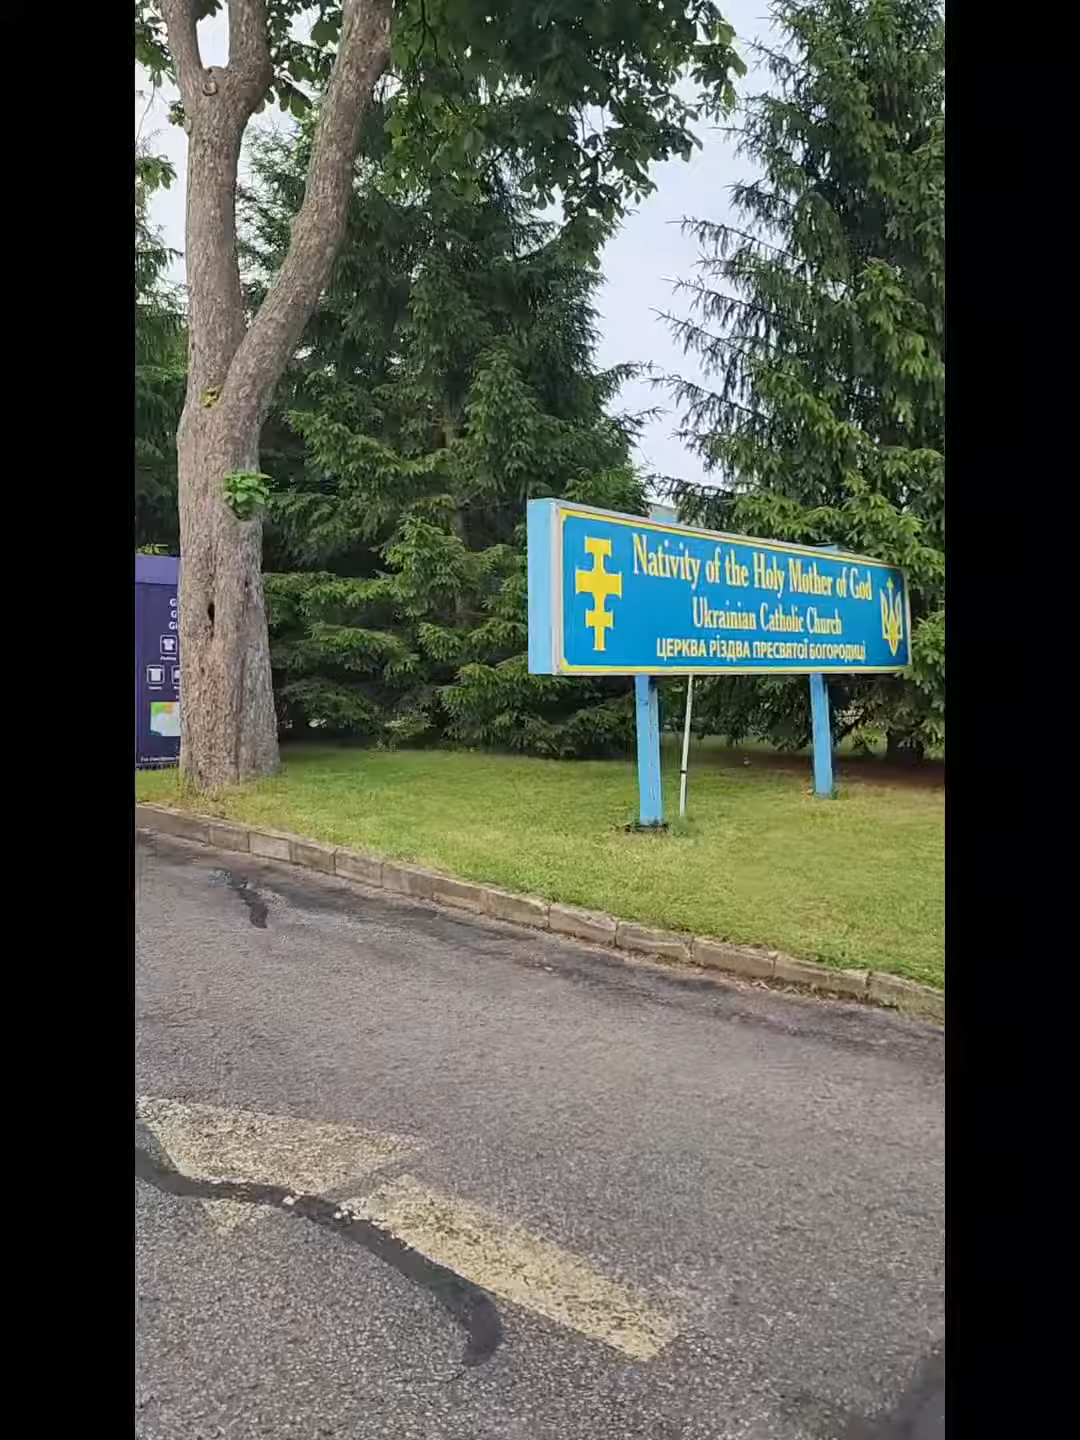 Nativity of the Holy Mother of God
Ukrainian Catholic Church
ЦЕРКВА РІЗДВА ПРЕСВЯТОЇ БОГОРОДИЦІ